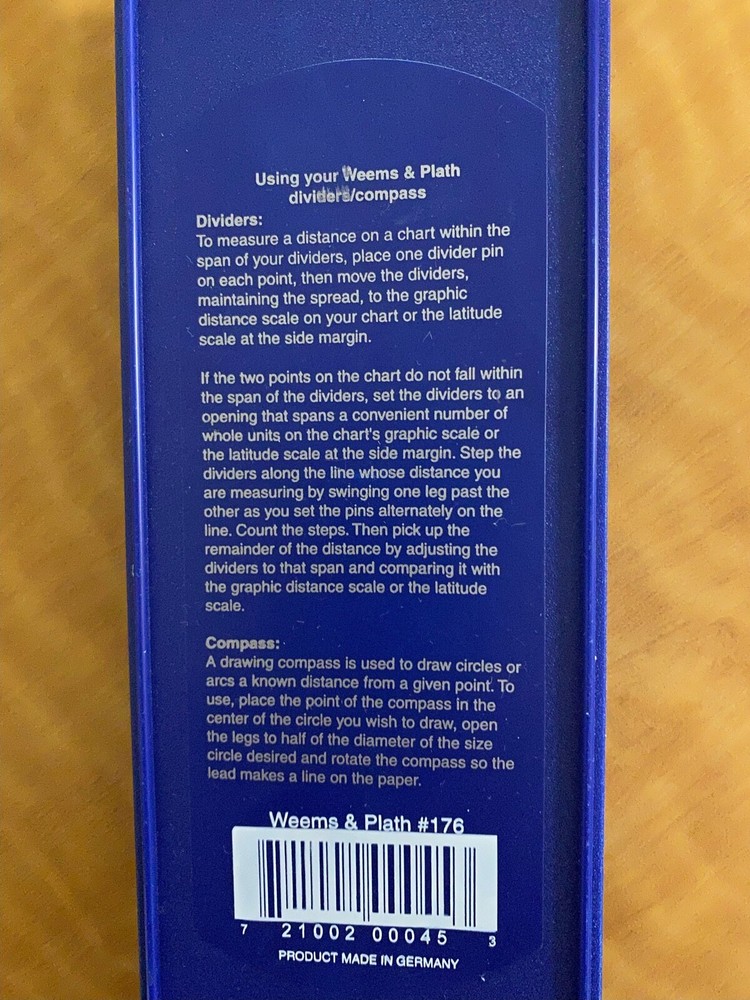 Using your Weems & Plath
dividers/compass
Dividers:
To measure a distance on a chart within the
span of your dividers, place one divider pin
on each point, then move the dividers,
maintaining the spread, to the graphic
distance scale on your chart or the latitude
scale at the side margin.
If the two points on the chart do not fall within
the span of the dividers, set the dividers to an
opening that spans a convenient number of
whole units on the chart's graphic scale or
the latitude scale at the side margin. Step the
dividers along the line whose distance you
are measuring by swinging one leg past the
other as you set the pins alternately on the
line. Count the steps. Then pick up the
remainder of the distance by adjusting the
dividers to that span and comparing it with
the graphic distance scale or the latitude
scale.
Compass:
A drawing compass is used to draw circles or
arcs a known distance from a given point. To
use, place the point of the compass in the
center of the circle you wish to draw, open
the legs to half of the diameter of the size
circle desired and rotate the compass so the
lead makes a line on the paper.
Weems & Plath #176
7 21002 00045 3
PRODUCT MADE IN GERMANY